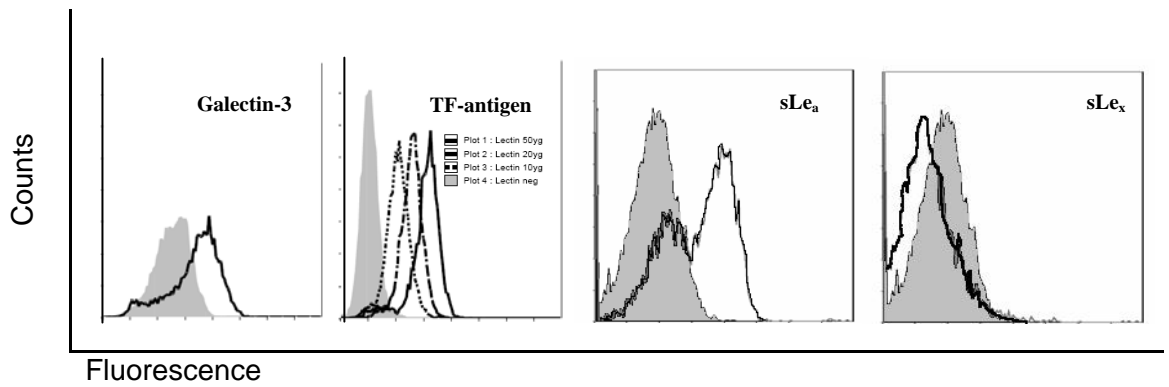 Counts
Galectin-3
TF-antigen
Plot 1 : Lectin 50yg
Plot 2 : Lectin 20yg
Plot 3 : Lectin 10yg
Plot 4 : Lectin neg
sLea
sLex
Fluorescence